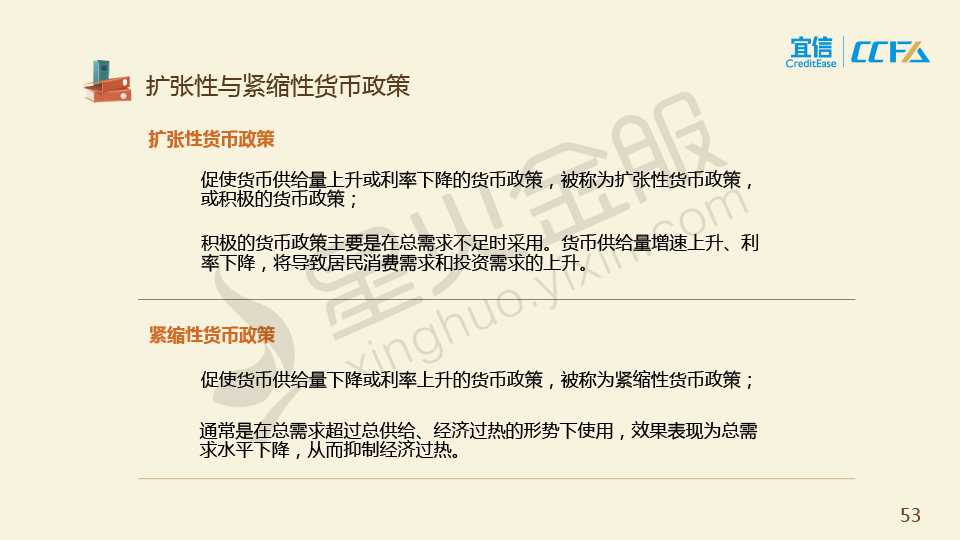 宜信
CreditEase
CCFA
扩张性与紧缩性货币政策
扩张性货币政策
促使货币供给量上升或利率下降的货币政策，被称为扩张性货币政策，
或积极的货币政策；
积极的货币政策主要是在总需求不足时采用。货币供给量增速上升、利
率下降，将导致居民消费需求和投资需求的上升。
紧缩性货币政策
促使货币供给量下降或利率上升的货币政策，被称为紧缩性货币政策；
通常是在总需求超过总供给、经济过热的形势下使用，效果表现为总需
求水平下降，从而抑制经济过热。
星火金服
xinghuo.yixin.com
53